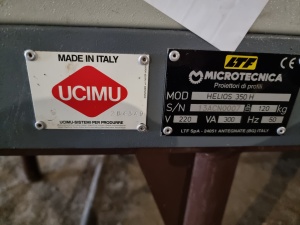 MADE IN ITALY
UCIMU
UCIMU-SISTEMI PER PRODURRE
LTF
CE
MICROTECNICA
Proiettori di profili
MOD HELIOS 350 H
S/N 120 kg
V 220 VA 300 Hz 50
LTF SpA - 24051 ANTEGNATE (BG) ITALY